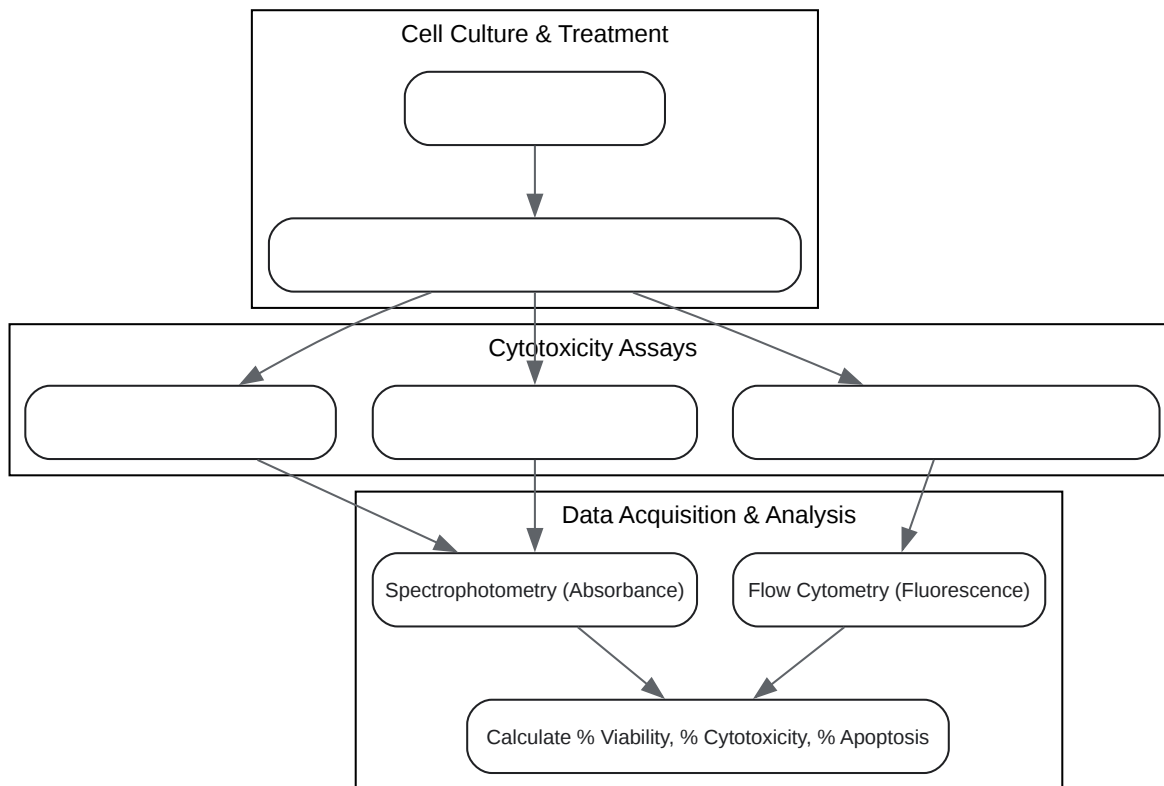 Cell Culture & Treatment
Cytotoxicity Assays
Data Acquisition & Analysis
Spectrophotometry (Absorbance)
Flow Cytometry (Fluorescence)
Calculate % Viability, % Cytotoxicity, % Apoptosis